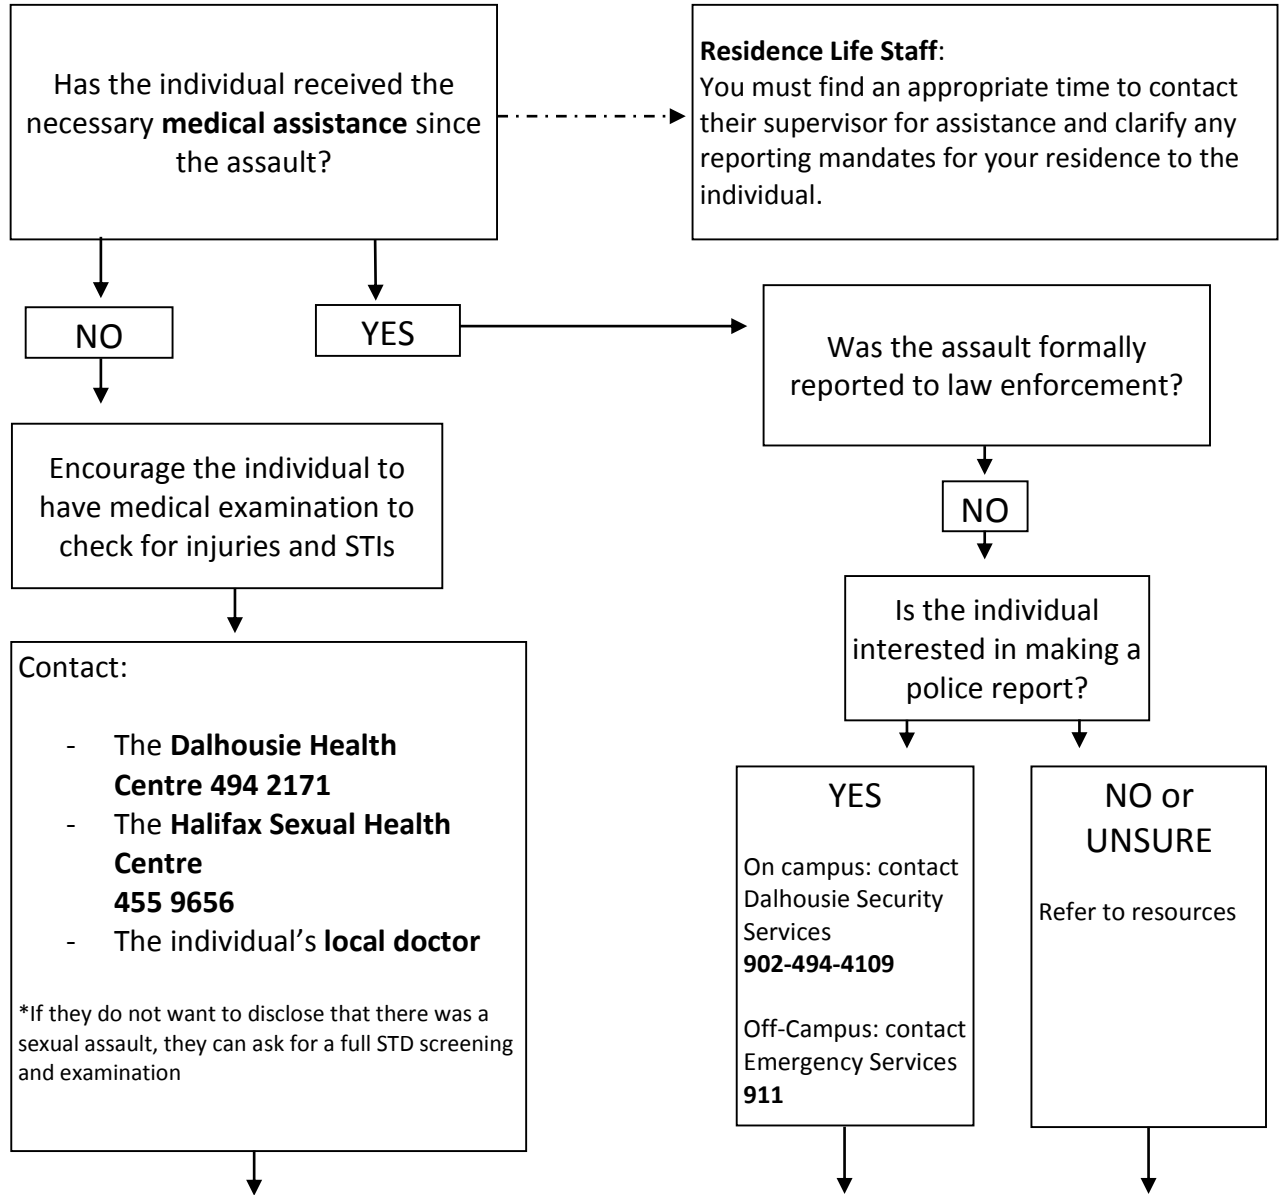 Has the individual received the
necessary medical assistance since
the assault?
Residence Life Staff:
You must find an appropriate time to contact
their supervisor for assistance and clarify any
reporting mandates for your residence to the
individual.
NO
YES
Was the assault formally
reported to law enforcement?
Encourage the individual to
have medical examination to
check for injuries and STIs
NO
Is the individual
interested in making a
police report?
Contact:
- The Dalhousie Health
Centre 494 2171
- The Halifax Sexual Health
Centre
455 9656
- The individual's local doctor
*If they do not want to disclose that there was a
sexual assault, they can ask for a full STD screening
and examination
YES
On campus: contact
Dalhousie Security
Services
902-494-4109
Off-Campus: contact
Emergency Services
911
NO or
UNSURE
Refer to resources